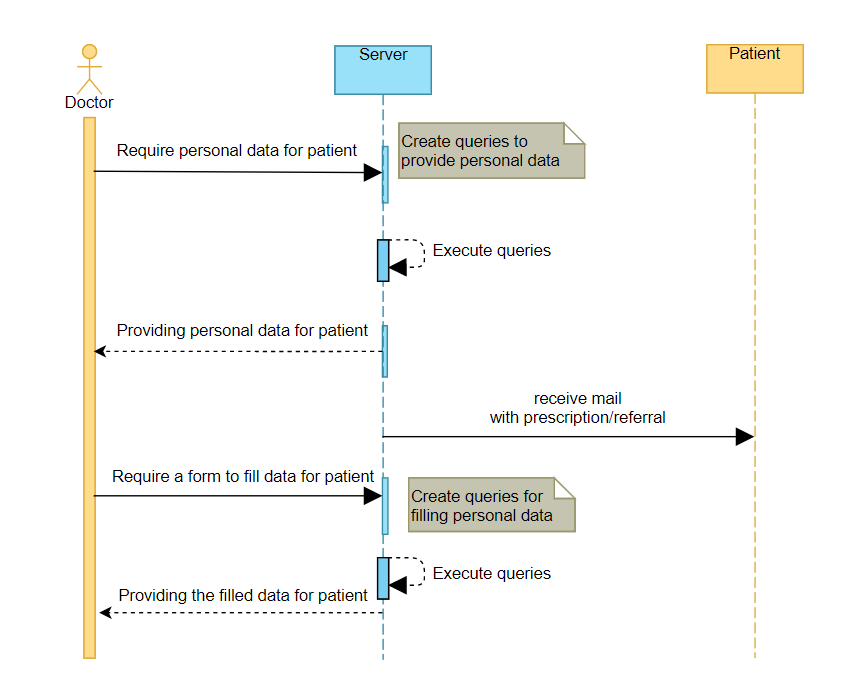 Server
Patient
Doctor
Require personal data for patient
Create queries to
provide personal data
Execute queries
Providing personal data for patient
receive mail
with prescription/referral
Require a form to fill data for patient
Create queries for
filling personal data
Execute queries
Providing the filled data for patient